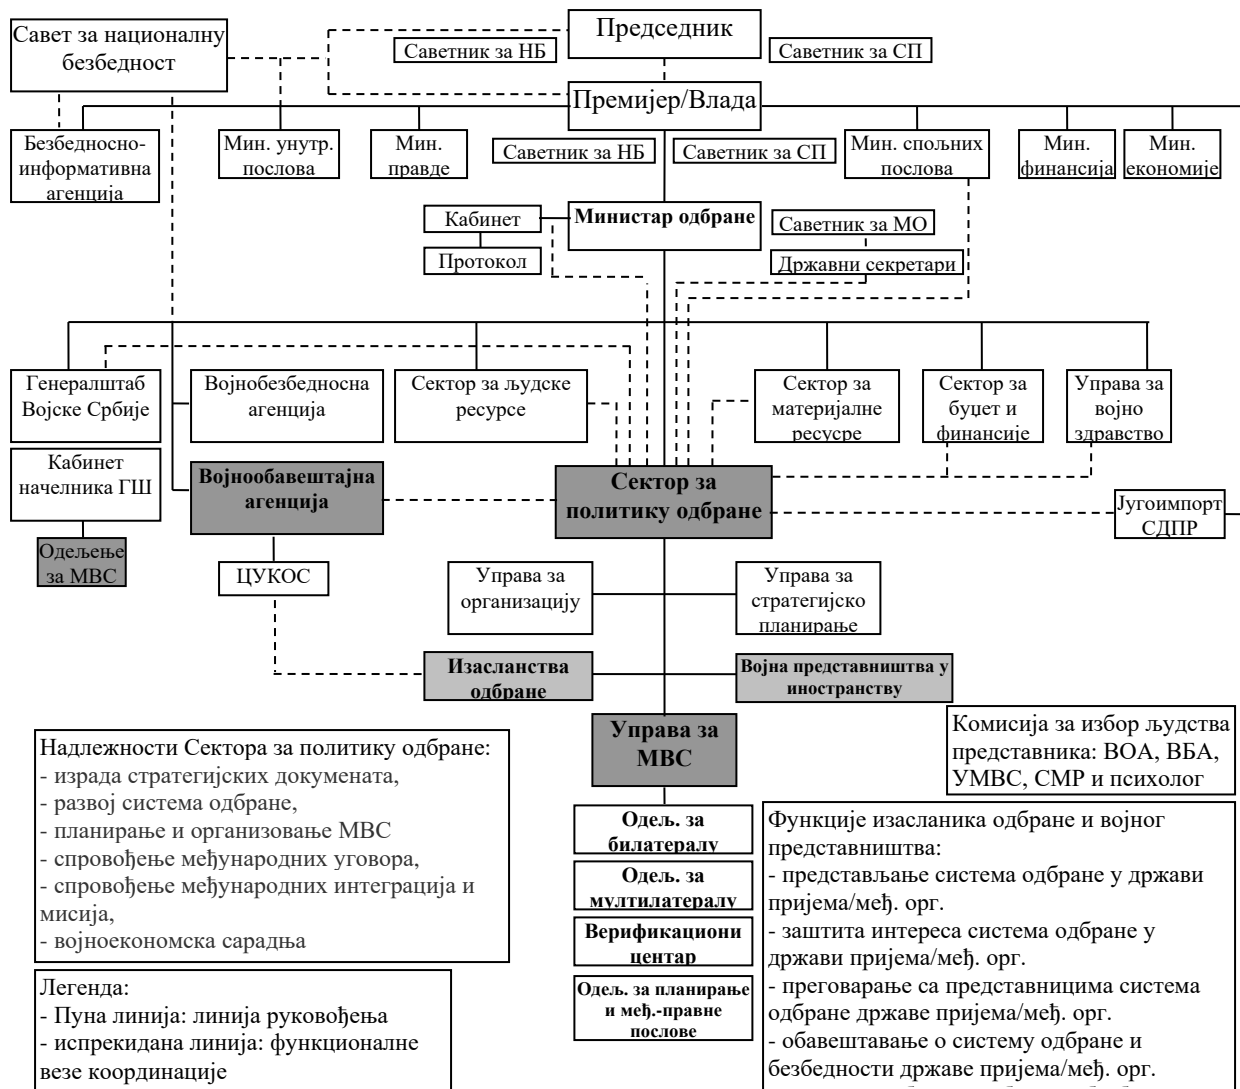 Савет за националну
безбедност
Председник
Саветник за НБ
Саветник за СП
Премијер/Влада
Безбедносно-
информативна
агенција
Мин. унутр.
послова
Мин.
правде
Саветник за НБ
Саветник за СП
Мин. спољних
послова
Мин.
финансија
Мин.
економије
Кабинет
Министар одбране
Саветник за МО
Протокол
Државни секретари
Генералштаб
Војске Србије
Војнобезбедносна
агенција
Сектор за људске
ресурсе
Сектор за
материјалне
ресусре
Сектор за
буџет и
финансије
Управа за
војно
здравство
Кабинет
начелника ГШ
Војнообавештајна
агенција
Сектор за
политику одбране
Југоимпорт
СДПР
Одељење
за МВС
ЦУКОС
Управа за
организацију
Управа за
стратегијско
планирање
Изасланства
одбране
Војна представништва у
иностранству
Управа за
МВС
Комисија за избор људства
представника: ВОА, ВБА,
УМВС, СМР и психолог
Надлежности Сектора за политику одбране:
- израда стратегијских докумената,
- развој система одбране,
- планирање и организовање МВС
- спровођење међународних уговора,
- спровођење међународних интеграција и
мисија,
- војноекономска сарадња
Одељ. за
билатералу
Одељ. за
мултилатералу
Верификациони
центар
Одељ. за планирање
и међ.-правне
послове
Функције изасланика одбране и војног
представништва:
- представљање система одбране у држави
пријема/међ. орг.
- заштита интереса система одбране у
држави пријема/међ. орг.
- преговарање са представницима система
одбране државе пријема/међ. орг.
- обавештавање о систему одбране и
безбедности државе пријема/међ. орг.
Легенда:
- Пуна линија: линија руковођења
- испрекидана линија: функционалне
везе координације